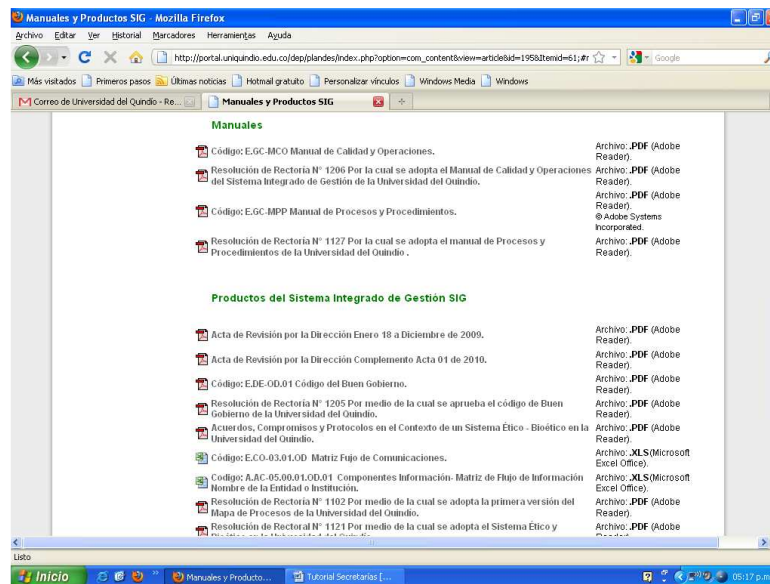 Manuales y Productos SIG - Mozilla Firefox
Archivo Editar Ver Historial Marcadores Herramientas Ayuda
http://portal.uniquindio.edu.co/dep/plandes/index.php?option=com_content&view=article&id=195&Itemid=61;#r
Google
Más visitados Primeros pasos Últimas noticias Hotmail gratuito Personalizar vínculos Windows Media Windows
Correo de Universidad del Quindío - Re... Manuales y Productos SIG
Manuales
Código: E.GC-MCO Manual de Calidad y Operaciones. Archivo: .PDF (Adobe
Reader).
Resolución de Rectoría N° 1206 Por la cual se adopta el Manual de Calidad y Operaciones Archivo: .PDF (Adobe
del Sistema Integrado de Gestión de la Universidad del Quindío. Reader).
Archivo: .PDF (Adobe
Reader).
Código: E.GC-MPP Manual de Procesos y Procedimientos.
© Adobe Systems
Incorporated.
Resolución de Rectoría N° 1127 Por la cual se adopta el manual de Procesos y Archivo: .PDF (Adobe
Procedimientos de la Universidad del Quindío . Reader).
Productos del Sistema Integrado de Gestión SIG
Acta de Revisión por la Dirección Enero 18 a Diciembre de 2009. Archivo: .PDF (Adobe
Reader).
Acta de Revisión por la Dirección Complemento Acta 01 de 2010. Archivo: .PDF (Adobe
Reader).
Código: E.DE-OD.01 Código del Buen Gobierno. Archivo: .PDF (Adobe
Reader).
Resolución de Rectoría N° 1205 Por medio de la cual se aprueba el código de Buen Archivo: .PDF (Adobe
Gobierno de la Universidad del Quindío. Reader).
Acuerdos, Compromisos y Protocolos en el Contexto de un Sistema Ético - Bioético en la Archivo: .PDF (Adobe
Universidad del Quindío. Reader).
Código: E.CO-03.01.OD Matriz Fujo de Comunicaciones. Archivo: .XLS(Microsoft
Excel Office).
Codigo: A.AC-05.00.01.OD.01 Componentes Información- Matriz de Flujo de Información Archivo: .XLS(Microsoft
Nombre de la Entidad o Institución. Excel Office).
Resolución de Rectoría N° 1102 Por medio de la cual se adopta la primera versión del Archivo: .PDF (Adobe
Mapa de Procesos de la Universidad del Quindío. Reader).
Resolución de Rectoral N° 1121 Por medio de la cual se adopta el Sistema Ético y Archivo: .PDF (Adobe
Reader).
Listo
Inicio Manuales y Producto... Tutorial Secretarías [... 05:17 p.m.